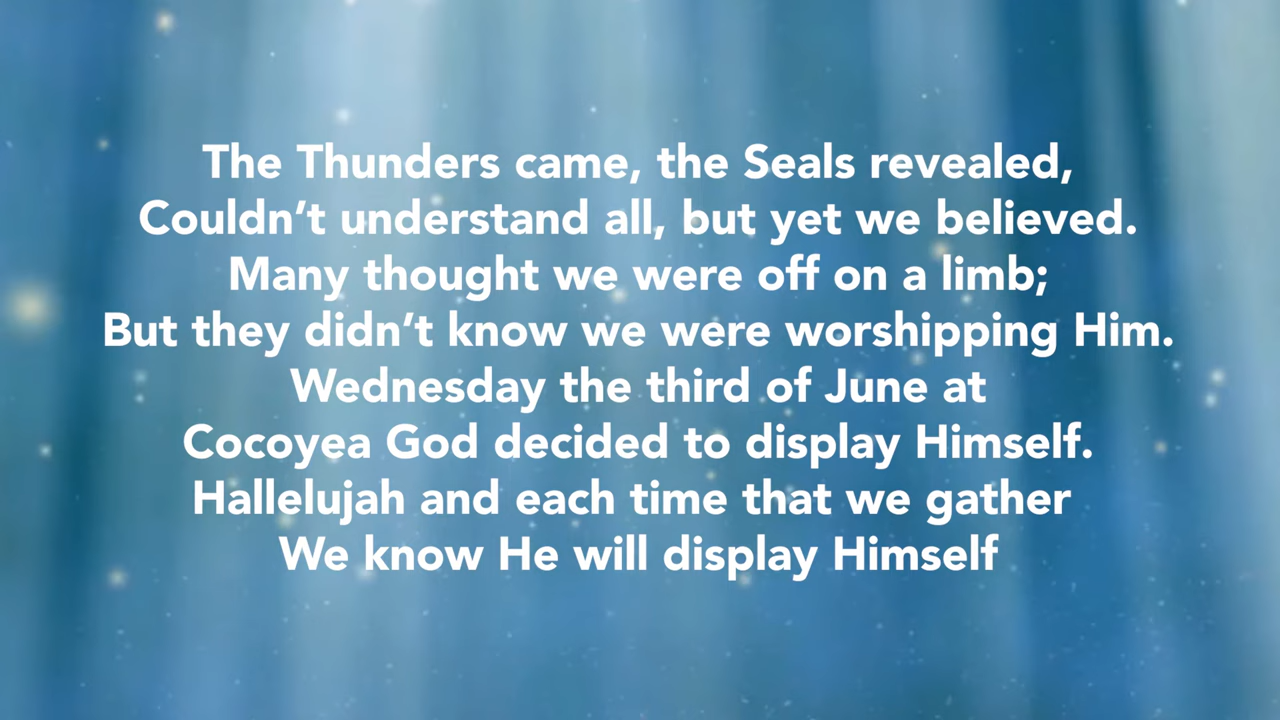 The Thunders came, the Seals revealed,
Couldn’t understand all, but yet we believed.
Many thought we were off on a limb;
But they didn’t know we were worshipping Him.
Wednesday the third of June at
Cocoyea God decided to display Himself.
Hallelujah and each time that we gather
We know He will display Himself